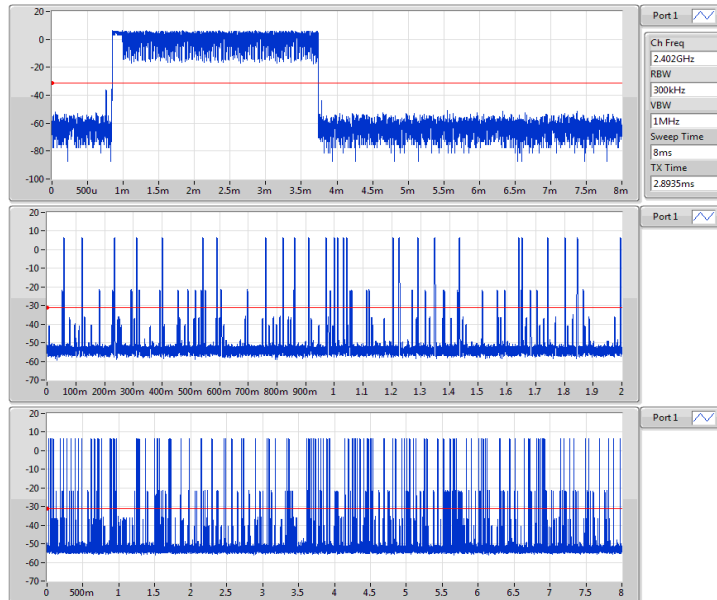 20
0
-20
-40
-60
-80
-100
0 500u 1m 1.5m 2m 2.5m 3m 3.5m 4m 4.5m 5m 5.5m 6m 6.5m 7m 7.5m 8m
Port 1
Ch Freq
2.402GHz
RBW
300kHz
VBW
1MHz
Sweep Time
8ms
TX Time
2.8935ms
20
10
0
-10
-20
-30
-40
-50
-60
-70
0 100m 200m 300m 400m 500m 600m 700m 800m 900m 1 1.1 1.2 1.3 1.4 1.5 1.6 1.7 1.8 1.9 2
Port 1
20
10
0
-10
-20
-30
-40
-50
-60
-70
0 500m 1 1.5 2 2.5 3 3.5 4 4.5 5 5.5 6 6.5 7 7.5 8
Port 1